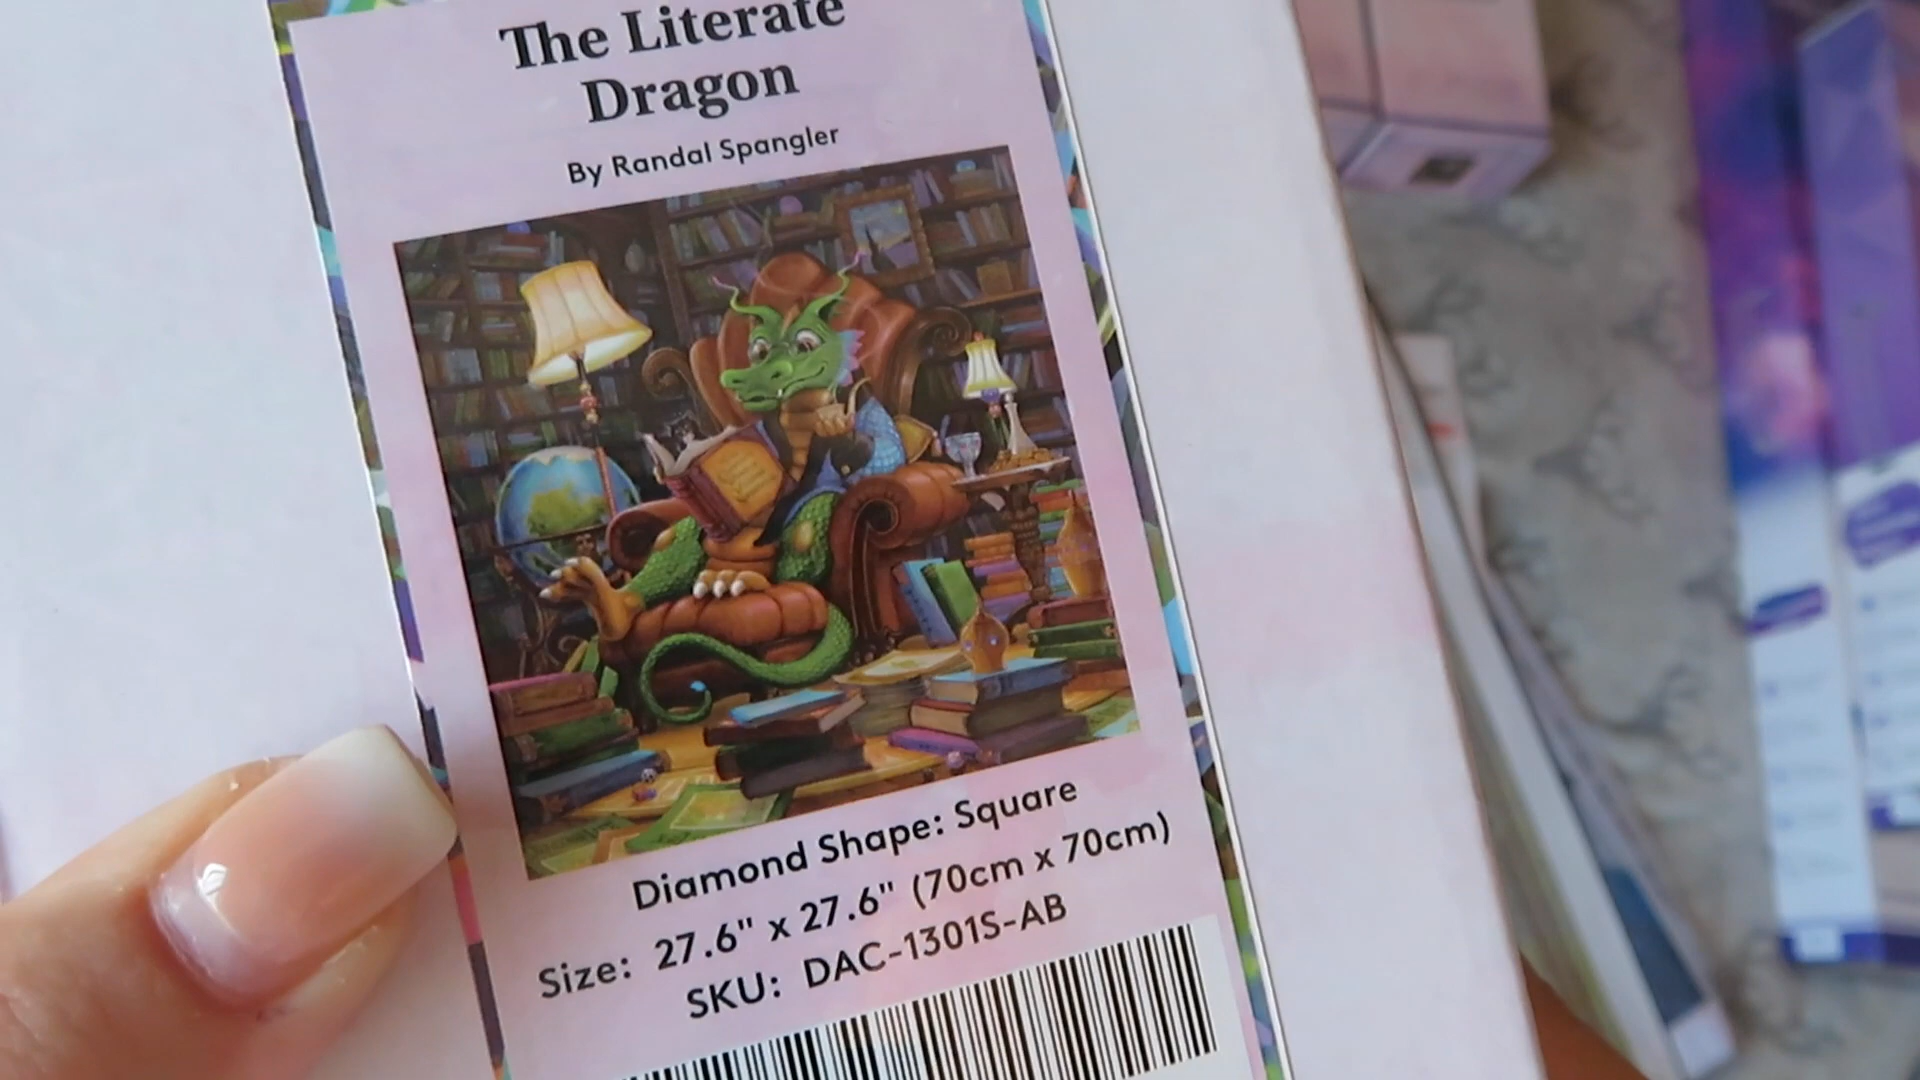 The Literate
Dragon
By Randal Spangler
Diamond Shape: Square
Size: 27.6" x 27.6" (70cm x 70cm)
SKU: DAC-1301S-AB